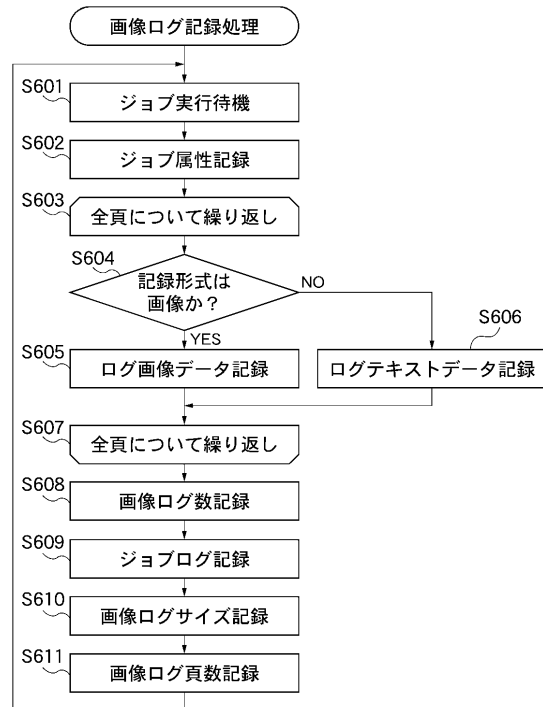 画像ログ記録処理
S601
ジョブ実行待機
S602
ジョブ属性記録
S603
全頁について繰り返し
S604
記録形式は
画像か？
NO
YES
S605
ログ画像データ記録
S606
ログテキストデータ記録
S607
全頁について繰り返し
S608
画像ログ数記録
S609
ジョブログ記録
S610
画像ログサイズ記録
S611
画像ログ頁数記録